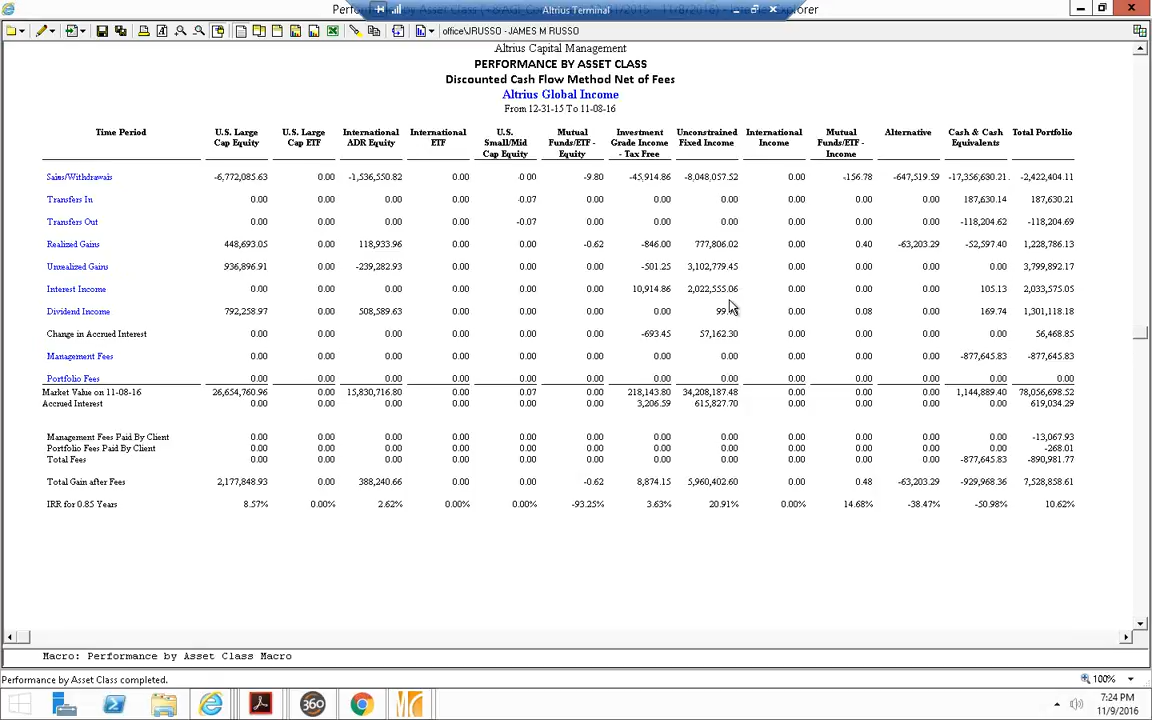 Altrius Terminal
office\JRUSSO - JAMES M RUSSO
Altrius Capital Management
PERFORMANCE BY ASSET CLASS
Discounted Cash Flow Method Net of Fees
Altrius Global Income
From 12-31-15 To 11-08-16
Time Period U.S. Large Cap Equity U.S. Large Cap ETF International ADR Equity International ETF U.S. Small/Mid Cap Equity Mutual Funds/ETF - Equity Investment Grade Income - Tax Free Unconstrained Fixed Income International Income Mutual Funds/ETF - Income Alternative Cash & Cash Equivalents Total Portfolio
-6,772,085.63 0.00 -1,536,550.82 0.00 -0.00 -9.80 -45,914.86 -8,048,057.52 0.00 -156.78 -647,519.59 -17,356,630.21. -2,422,404.11
Transfers In 0.00 0.00 0.00 0.00 -0.07 0.00 0.00 0.00 0.00 0.00 0.00 187,630.14 187,630.21
Transfers Out 0.00 0.00 0.00 0.00 -0.07 0.00 0.00 0.00 0.00 0.00 0.00 -118,204.62 -118,204.69
Realized Gains 448,693.05 0.00 118,933.96 0.00 0.00 -0.62 -846.00 777,806.02 0.00 0.40 -63,203.29 -52,597.40 1,228,786.13
Unrealized Gains 936,896.91 0.00 -239,282.93 0.00 0.00 0.00 -501.25 3,102,779.45 0.00 0.00 0.00 0.00 3,799,892.17
Interest Income 0.00 0.00 0.00 0.00 0.00 0.00 10,914.86 2,022,555.06 0.00 0.00 0.00 105.13 2,033,575.05
Dividend Income 792,258.97 0.00 508,589.63 0.00 0.00 0.00 0.00 0.00 0.08 0.00 169.74 1,301,118.18
Change in Accrued Interest 0.00 0.00 0.00 0.00 0.00 0.00 -693.45 57,162.30 0.00 0.00 0.00 0.00 56,468.85
Management Fees 0.00 0.00 0.00 0.00 0.00 0.00 0.00 0.00 0.00 0.00 0.00 -877,645.83 -877,645.83
Portfolio Fees 0.00 0.00 0.00 0.00 0.00 0.00 0.00 0.00 0.00 0.00 0.00 0.00 0.00
Market Value on 11-08-16 26,654,760.96 0.00 15,830,716.80 0.00 0.07 0.00 218,143.80 34,208,187.48 0.00 0.00 0.00 1,144,889.40 78,056,698.52
Accrued Interest 0.00 0.00 0.00 0.00 0.00 0.00 3,206.59 615,827.70 0.00 0.00 0.00 0.00 619,034.29
Management Fees Paid By Client 0.00 0.00 0.00 0.00 0.00 0.00 0.00 0.00 0.00 0.00 0.00 0.00 -13,067.93
Portfolio Fees Paid By Client 0.00 0.00 0.00 0.00 0.00 0.00 0.00 0.00 0.00 0.00 0.00 0.00 -268.01
Total Fees 0.00 0.00 0.00 0.00 0.00 0.00 0.00 0.00 0.00 0.00 0.00 -877,645.83 -890,981.77
Total Gain after Fees 2,177,848.93 0.00 388,240.66 0.00 0.00 -0.62 8,874.15 5,960,402.60 0.00 0.48 -63,203.29 -929,968.36 7,528,858.61
IRR for 0.85 Years 8.57% 0.00% 2.62% 0.00% 0.00% -93.25% 3.63% 20.91% 0.00% 14.68% -38.47% -50.98% 10.62%
Macro: Performance by Asset Class Macro
Performance by Asset Class completed.
100%
360
7:24 PM
11/9/2016